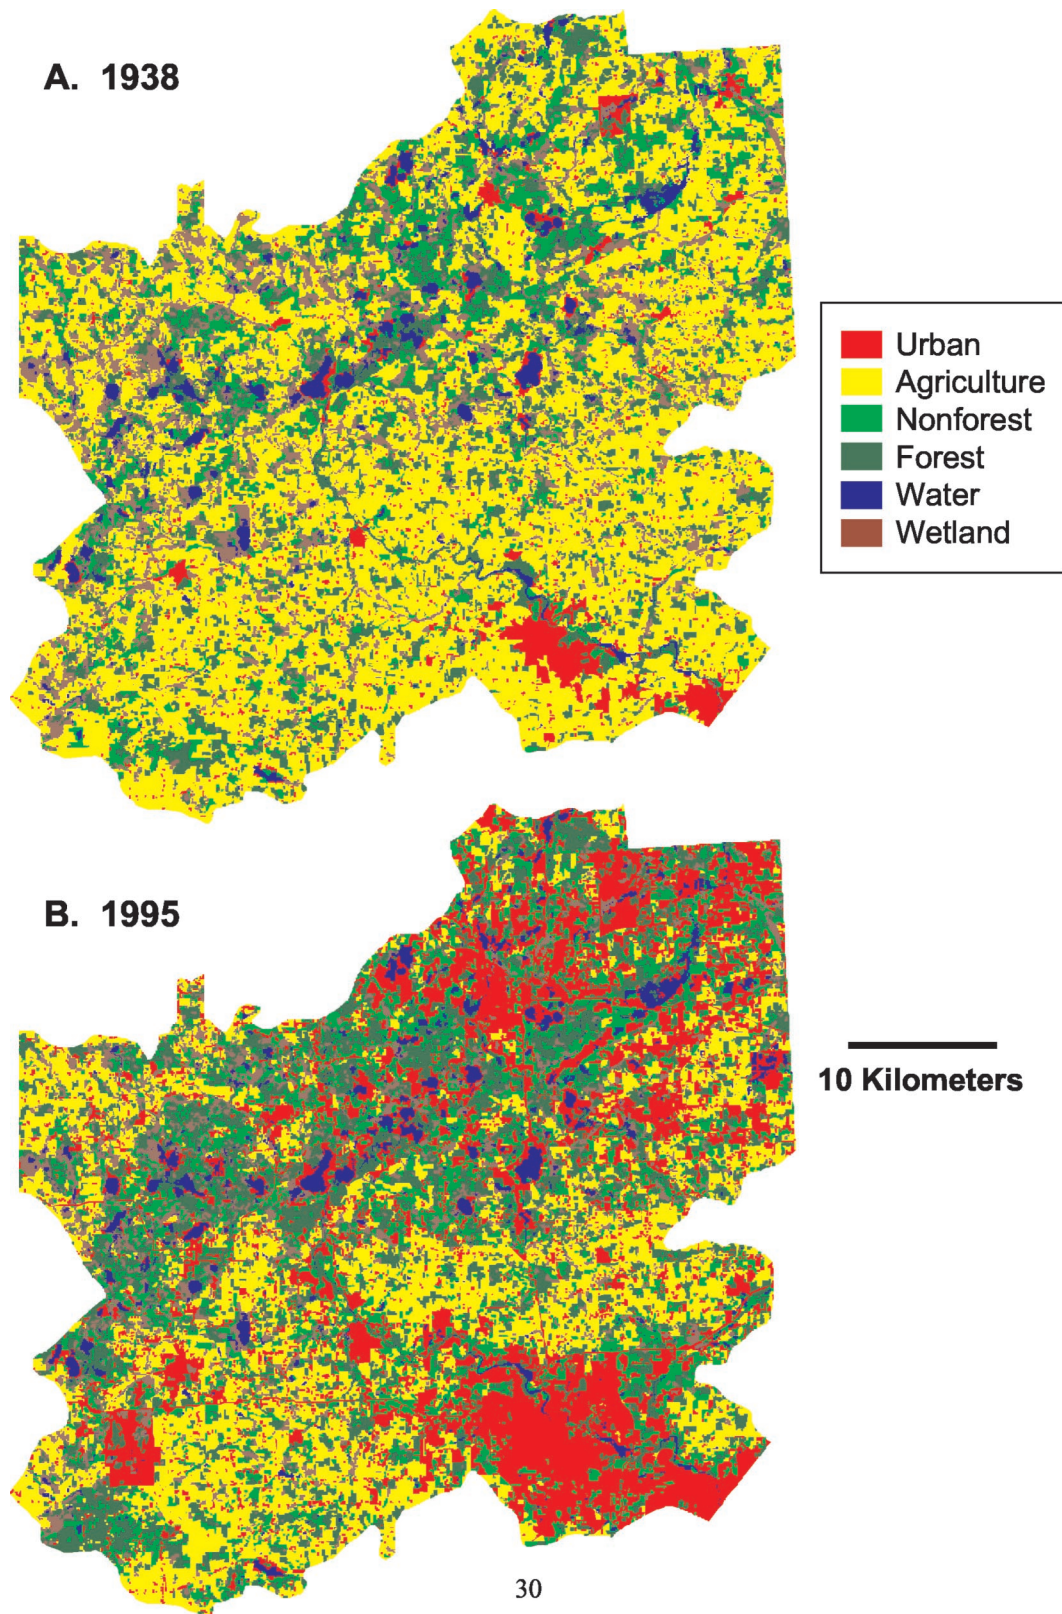 A. 1938
Urban
Agriculture
Nonforest
Forest
Water
Wetland
B. 1995
10 Kilometers
30